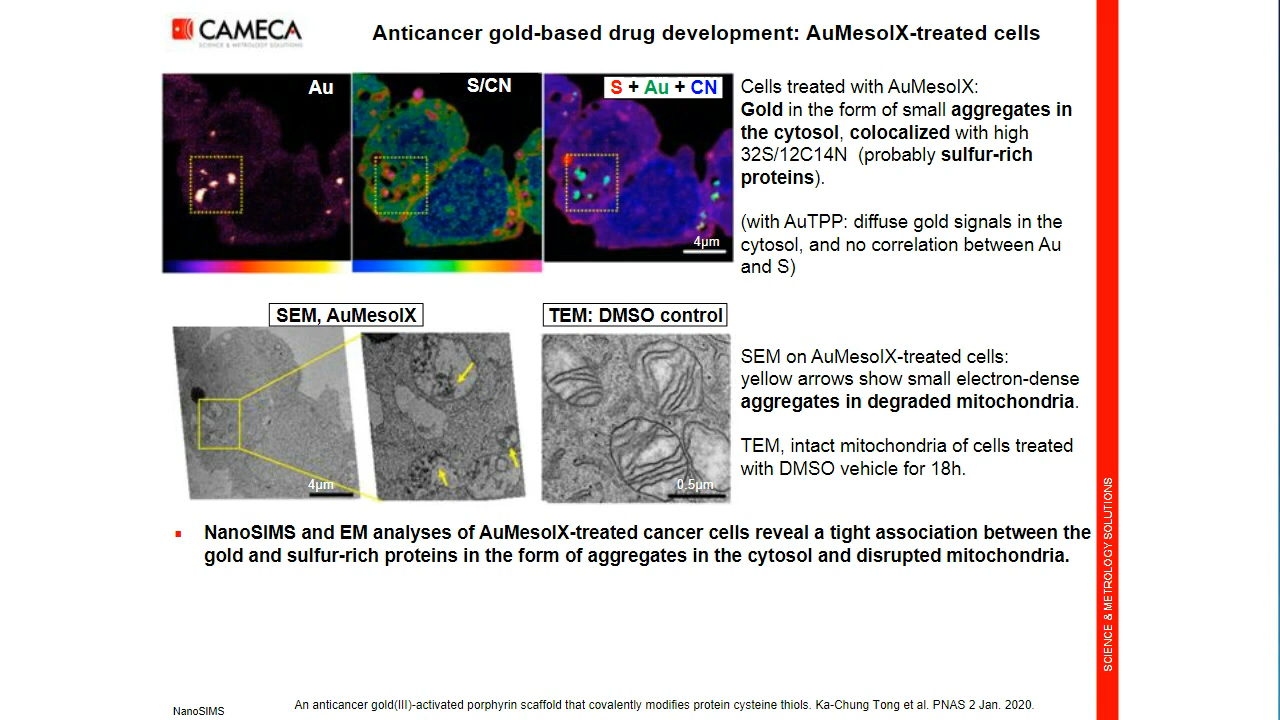 CAMECA
SCIENCE & METROLOGY SOLUTIONS
Anticancer gold-based drug development: AuMesoIX-treated cells
Au
S/CN
S + Au + CN
4µm
Cells treated with AuMesoIX:
Gold in the form of small aggregates in
the cytosol, colocalized with high
32S/12C14N (probably sulfur-rich
proteins).
(with AuTPP: diffuse gold signals in the
cytosol, and no correlation between Au
and S)
SEM, AuMesoIX
TEM: DMSO control
4µm
0.5µm
SEM on AuMesoIX-treated cells:
yellow arrows show small electron-dense
aggregates in degraded mitochondria.
TEM, intact mitochondria of cells treated
with DMSO vehicle for 18h.
NanoSIMS and EM analyses of AuMesoIX-treated cancer cells reveal a tight association between the
gold and sulfur-rich proteins in the form of aggregates in the cytosol and disrupted mitochondria.
SCIENCE & METROLOGY SOLUTIONS
An anticancer gold(III)-activated porphyrin scaffold that covalently modifies protein cysteine thiols. Ka-Chung Tong et al. PNAS 2 Jan. 2020.
NanoSIMS